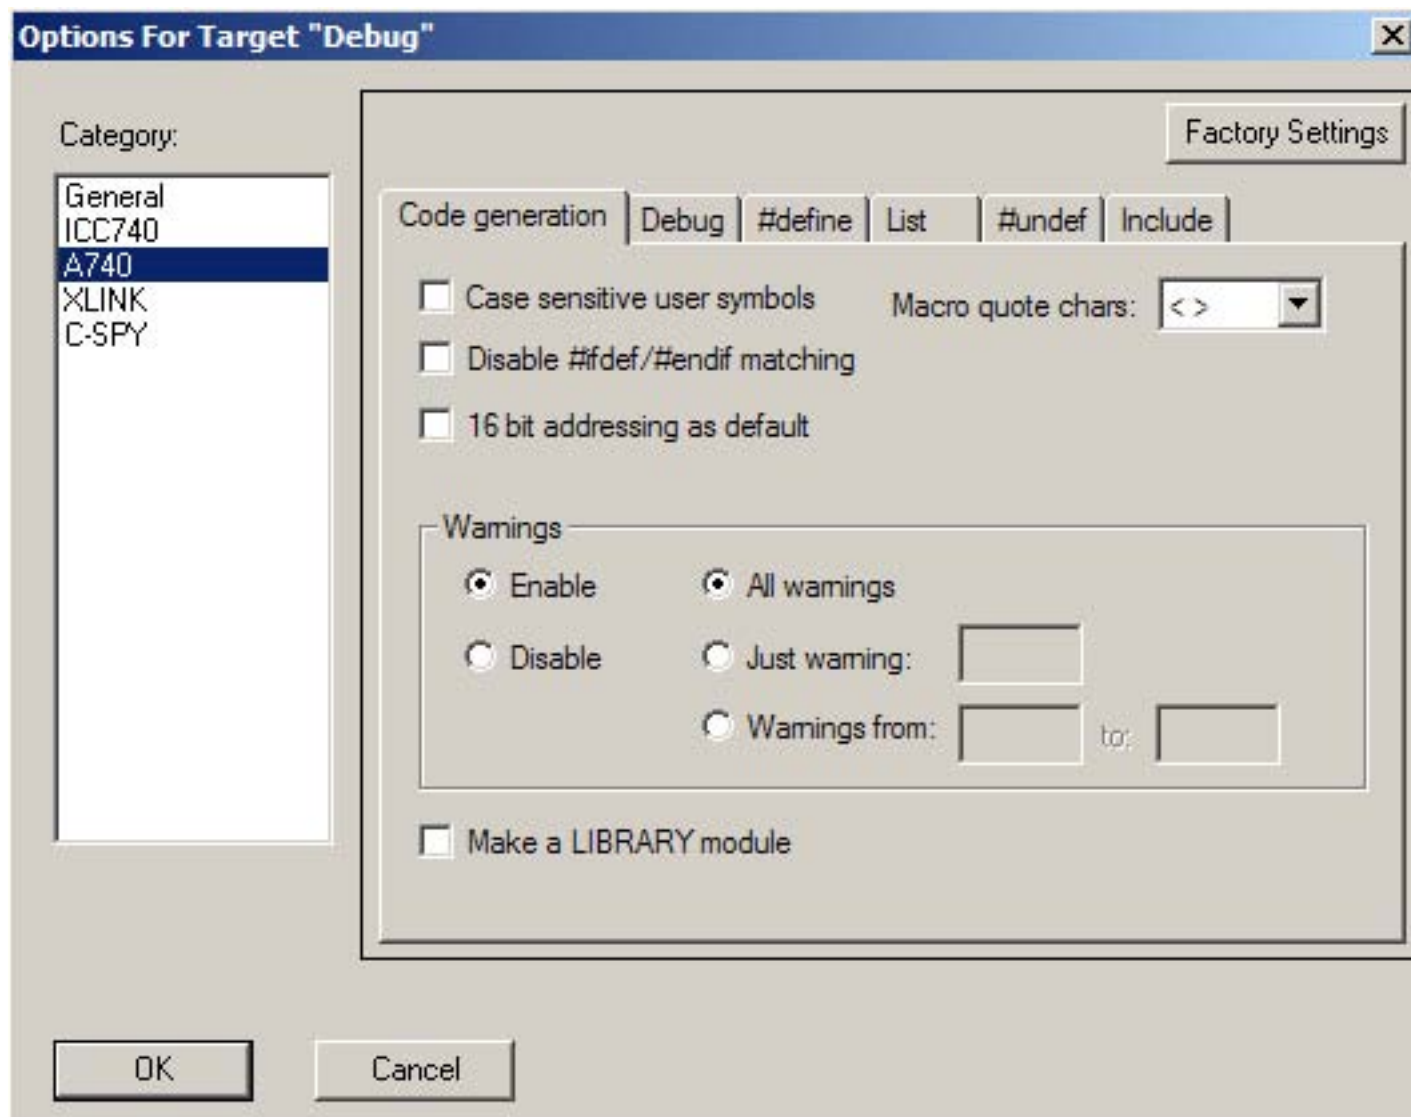 Options For Target "Debug"
Category:
Factory Settings
General
ICC740
A740
XLINK
C-SPY
Code generation Debug #define List #undef Include
Case sensitive user symbols Macro quote chars: < >
Disable #ifdef/#endif matching
16 bit addressing as default
Warnings
Enable All warnings
Disable Just warning:
Warnings from: to:
Make a LIBRARY module
OK Cancel